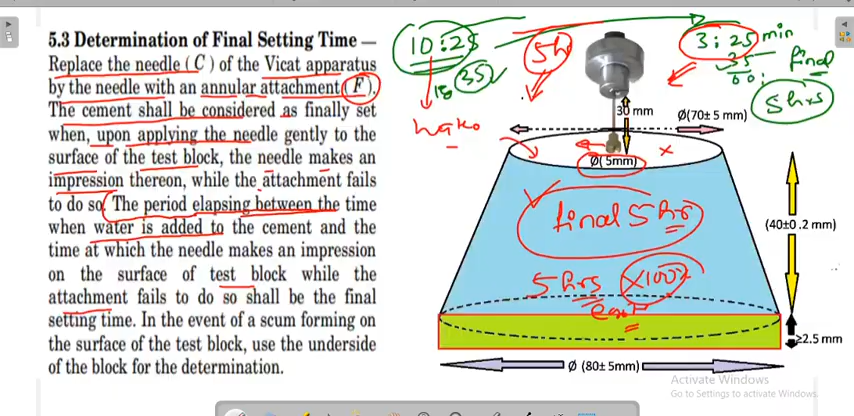 5.3 Determination of Final Setting Time —
Replace the needle (C) of the Vicat apparatus
by the needle with an annular attachment (F).
The cement shall be considered as finally set
when, upon applying the needle gently to the
surface of the test block, the needle makes an
impression thereon, while the attachment fails
to do so. The period elapsing between the time
when water is added to the cement and the
time at which the needle makes an impression
on the surface of test block while the
attachment fails to do so shall be the final
setting time. In the event of a scum forming on
the surface of the test block, use the underside
of the block for the determination.
10:25
35
5h
3:25 min
35
final
5hrs
30 mm
Ø(70±5 mm)
Ø(5mm)
final 5 hrs
(40±0.2 mm)
5 hrs ×100%
≥2.5 mm
Ø (80±5mm)
Activate Windows
Go to Settings to activate Windows.